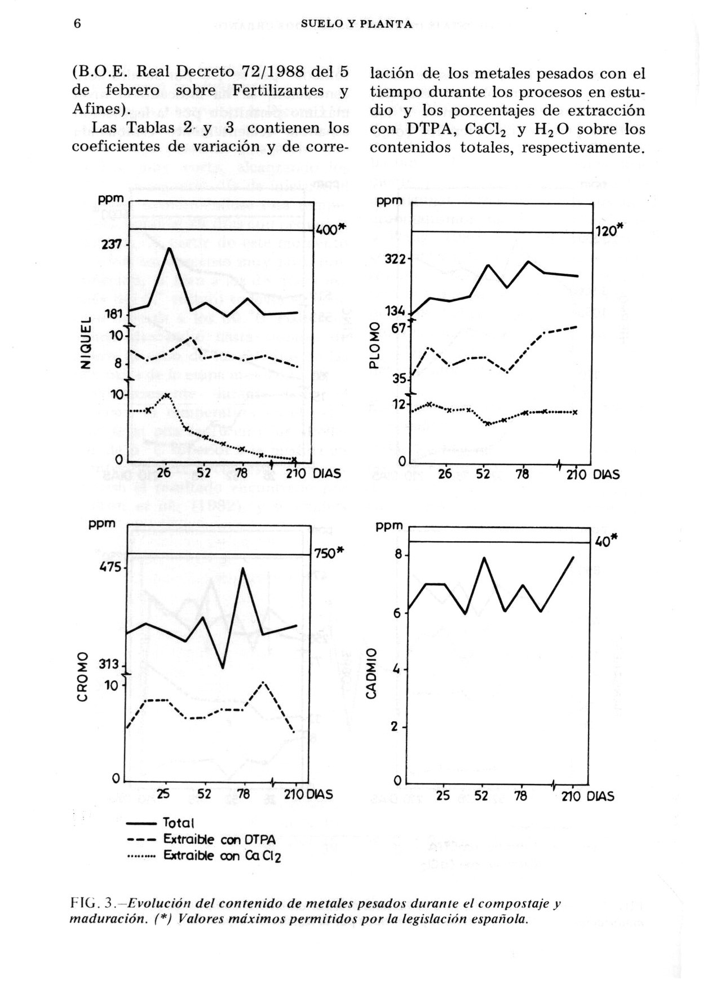 6
SUELO Y PLANTA
(B.O.E. Real Decreto 72/1988 del 5
de febrero sobre Fertilizantes y
Afines).
Las Tablas 2 y 3 contienen los
coeficientes de variación y de corre-
lación de los metales pesados con el
tiempo durante los procesos en estu-
dio y los porcentajes de extracción
con DTPA, CaCl₂ y H₂O sobre los
contenidos totales, respectivamente.
ppm
400*
237
181
10
8
10
0
NIQUEL
26 52 78 210 DIAS
ppm
120*
322
134
67
35
12
0
PLOMO
26 52 78 210 DIAS
ppm
750*
475
313
10
0
CROMO
25 52 78 210 DIAS
ppm
40*
8
6
4
2
0
CADMIO
25 52 78 210 DIAS
Total
Extraible con DTPA
Extraible con CaCl2
FIG. 3.—Evolución del contenido de metales pesados durante el compostaje y
maduración. (*) Valores máximos permitidos por la legislación española.